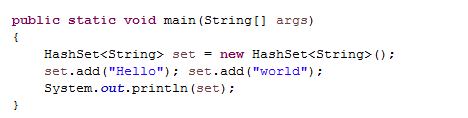 public static void main(String[] args)
{
    HashSet<String> set = new HashSet<String>();
    set.add("Hello"); set.add("world");
    System.out.println(set);
}